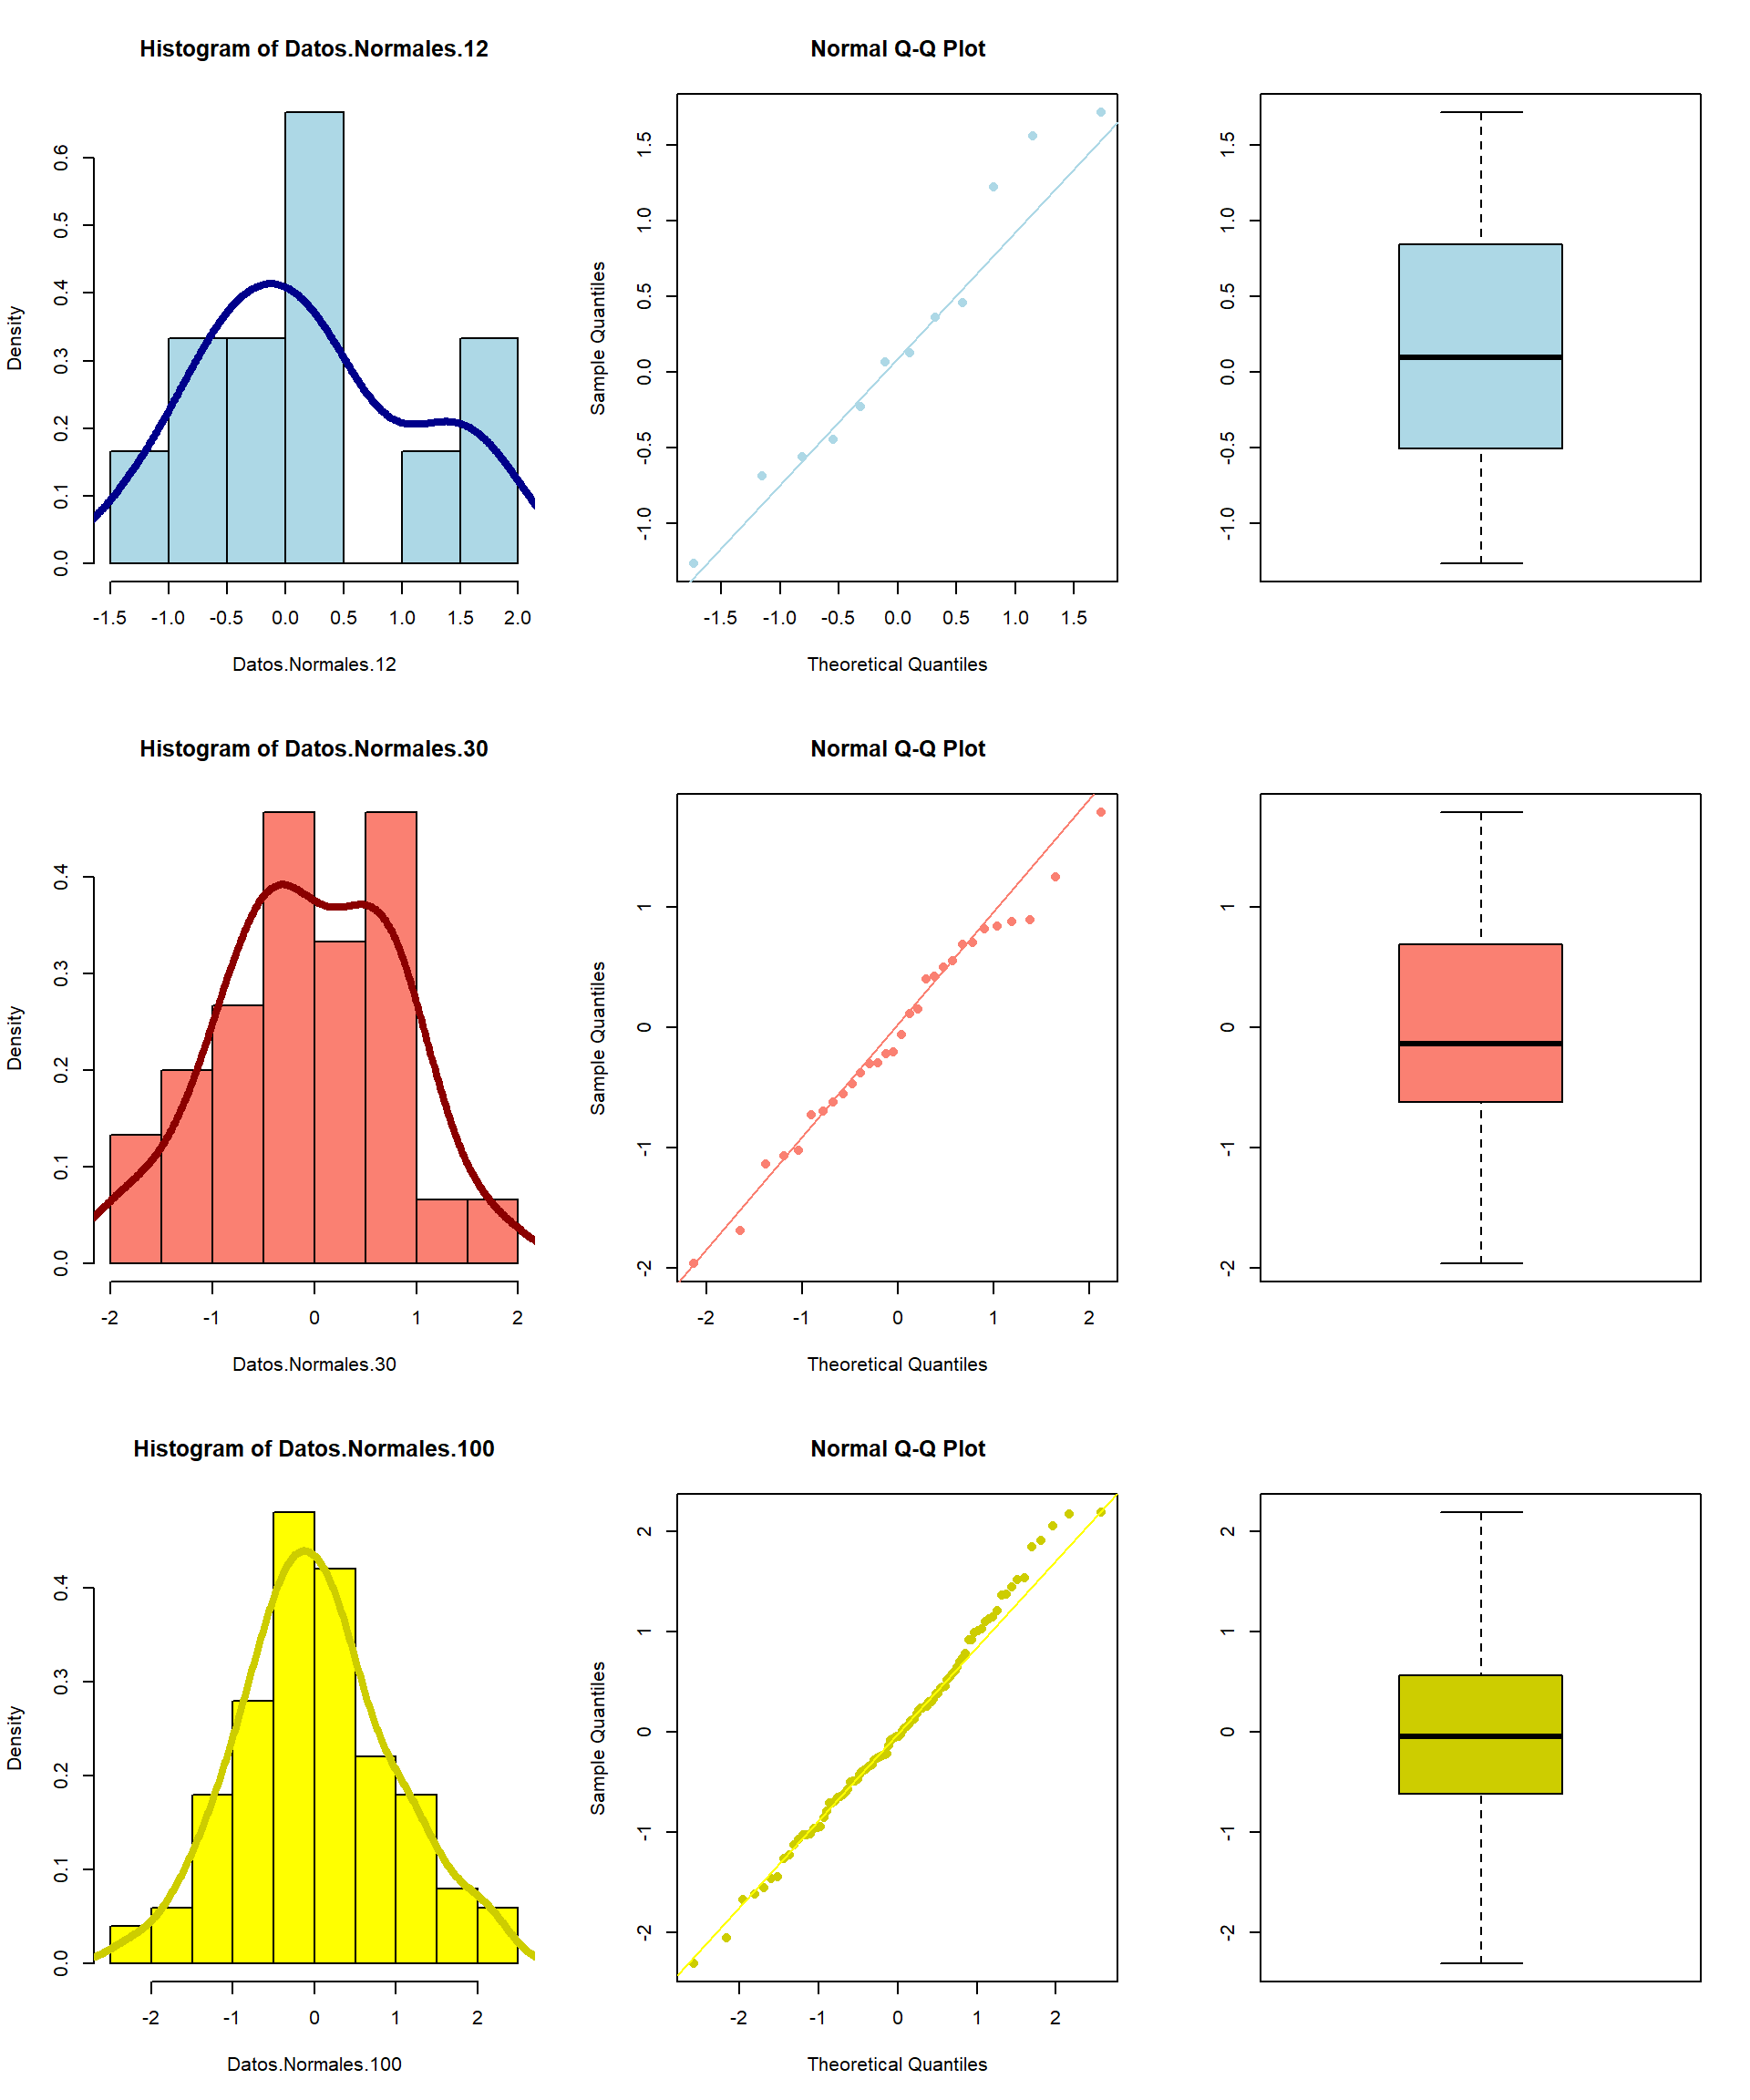 Histogram of Datos.Normales.12
Density
0.0 0.1 0.2 0.3 0.4 0.5 0.6
-1.5 -1.0 -0.5 0.0 0.5 1.0 1.5 2.0
Datos.Normales.12
Normal Q-Q Plot
Sample Quantiles
-1.0 -0.5 0.0 0.5 1.0 1.5
-1.5 -1.0 -0.5 0.0 0.5 1.0 1.5
Theoretical Quantiles
-1.0 -0.5 0.0 0.5 1.0 1.5
Histogram of Datos.Normales.30
Density
0.0 0.1 0.2 0.3 0.4
-2 -1 0 1 2
Datos.Normales.30
Normal Q-Q Plot
Sample Quantiles
-2 -1 0 1
-2 -1 0 1 2
Theoretical Quantiles
-2 -1 0 1
Histogram of Datos.Normales.100
Density
0.0 0.1 0.2 0.3 0.4
-2 -1 0 1 2
Datos.Normales.100
Normal Q-Q Plot
Sample Quantiles
-2 -1 0 1 2
-2 -1 0 1 2
Theoretical Quantiles
-2 -1 0 1 2